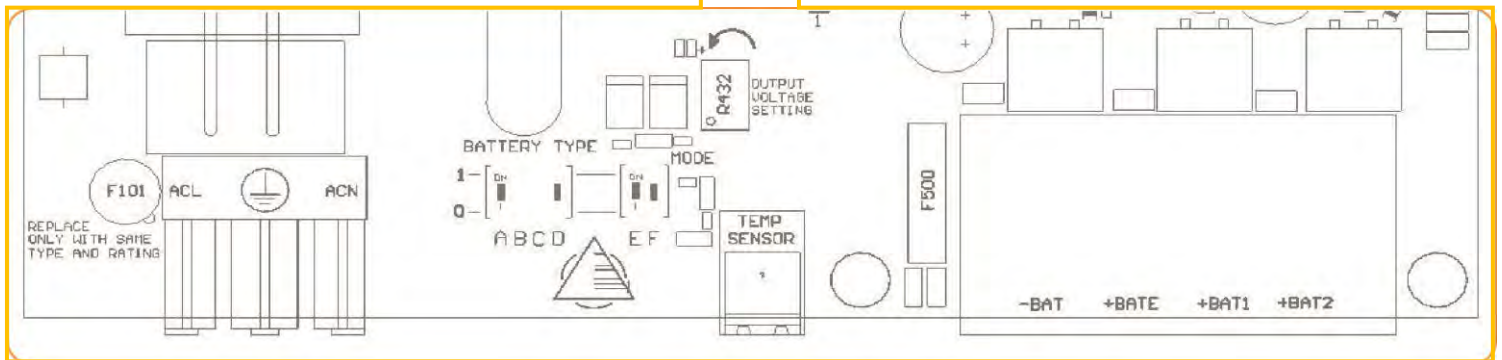 1
R432
OUTPUT
VOLTAGE
SETTING
BATTERY TYPE
MODE
1
ON
ON
0
A B C D
E F
F101
ACL
ACN
REPLACE
ONLY WITH SAME
TYPE AND RATING
TEMP
SENSOR
F500
-BAT
+BATE
+BAT1
+BAT2